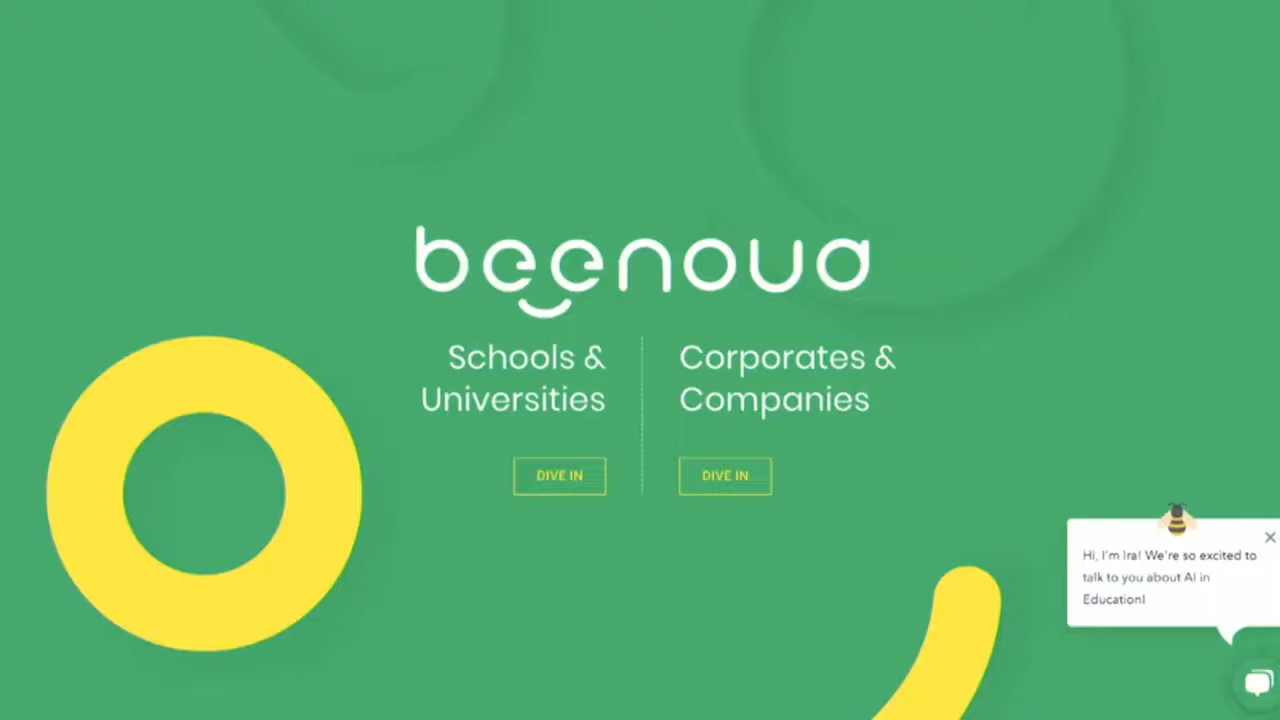 beenova
Schools &
Universities
DIVE IN
Corporates &
Companies
DIVE IN
Hi, I'm Ira! We're so excited to
talk to you about AI in
Education!